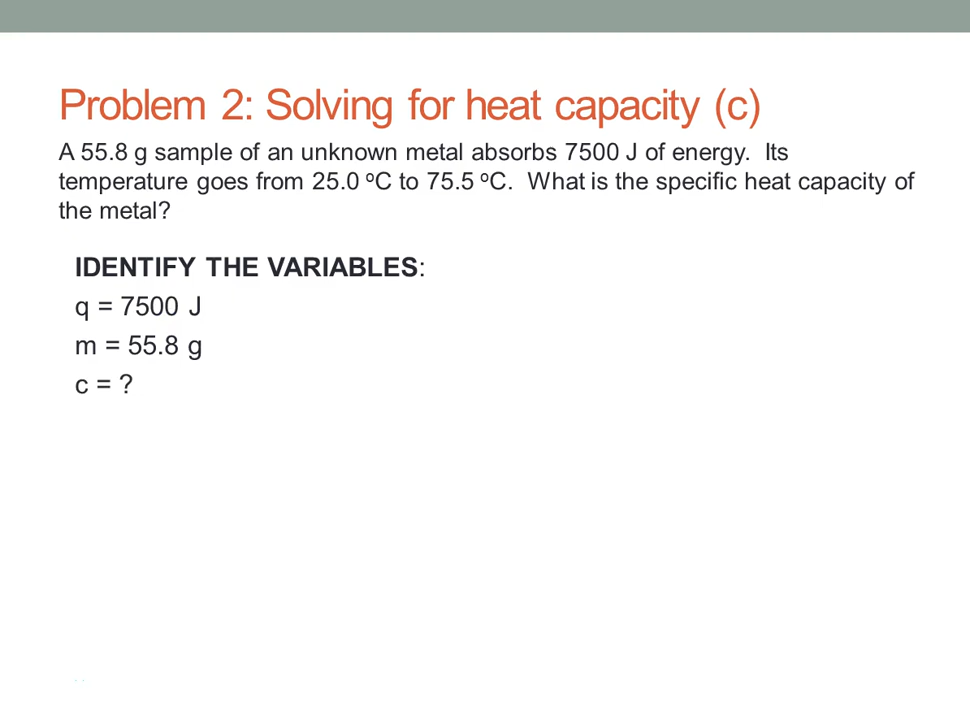 Problem 2: Solving for heat capacity (c)
A 55.8 g sample of an unknown metal absorbs 7500 J of energy.  Its
temperature goes from 25.0 ºC to 75.5 ºC.  What is the specific heat capacity of
the metal?
IDENTIFY THE VARIABLES:
q = 7500 J
m = 55.8 g
c = ?